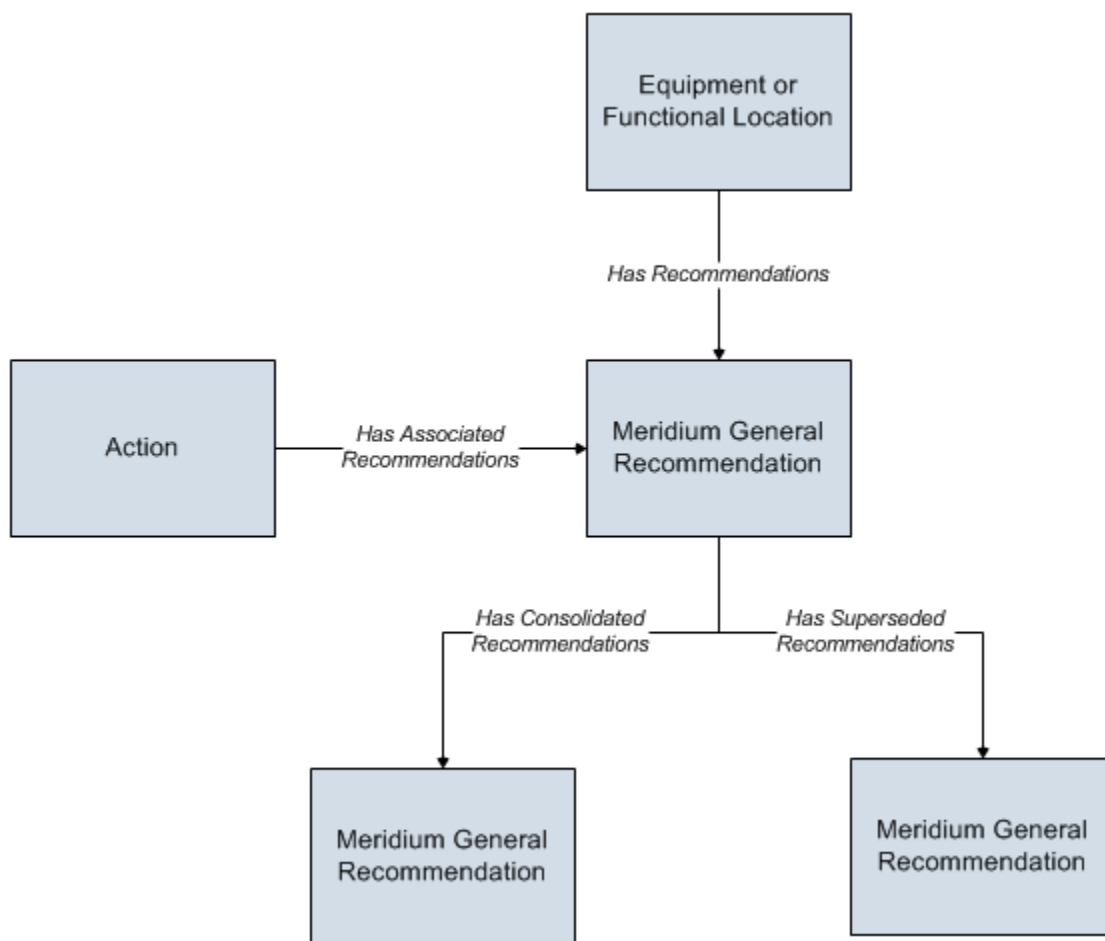 Equipment or
Functional Location
Has Recommendations
Action
Has Associated
Recommendations
Meridium General
Recommendation
Has Consolidated
Recommendations
Has Superseded
Recommendations
Meridium General
Recommendation
Meridium General
Recommendation